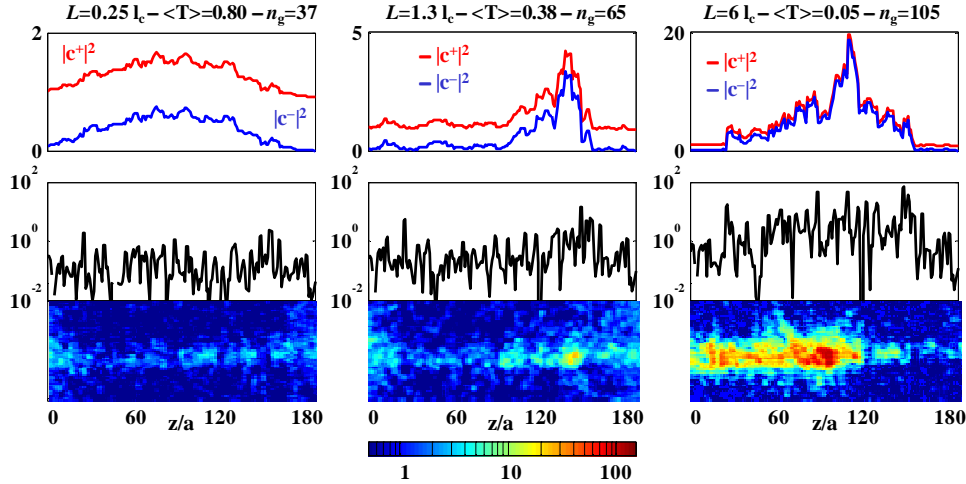 L=0.25 l_c – <T>=0.80 – n_g=37
L=1.3 l_c – <T>=0.38 – n_g=65
L=6 l_c – <T>=0.05 – n_g=105
2
|c⁺|²
|c⁻|²
0
5
|c⁺|²
|c⁻|²
0
20
|c⁺|²
|c⁻|²
0
10²
10⁰
10⁻²
10²
10⁰
10⁻²
10²
10⁰
10⁻²
0 60 120 180
z/a
0 60 120 180
z/a
0 60 120 180
z/a
1 10 100